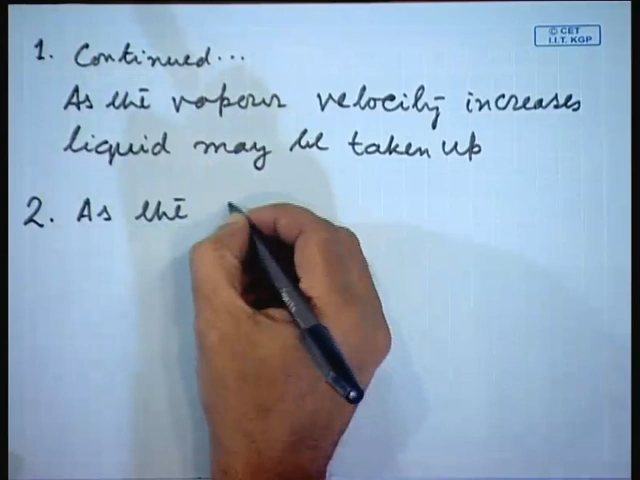 © CET
I.I.T. KGP
1. Continued...
As the vapour velocity increases
liquid may be taken up
2. As the